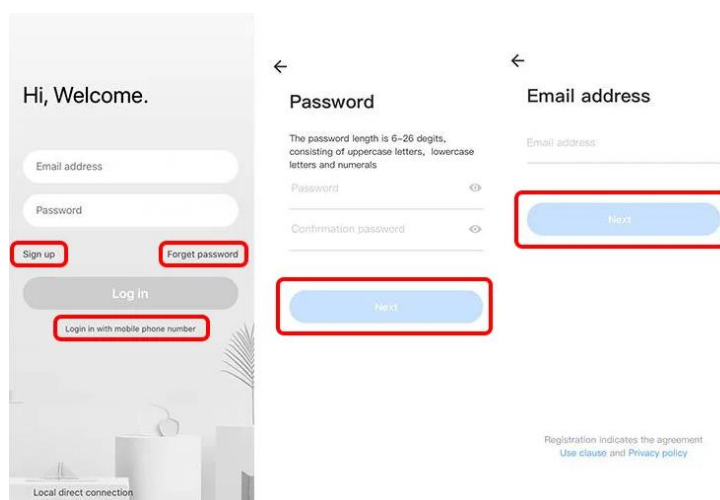 Hi, Welcome.
Email address
Password
Sign up
Forget password
Log in
Login in with mobile phone number
Local direct connection
Password
The password length is 6-26 degits,
consisting of uppercase letters, lowercase
letters and numerals
Password
Confirmation password
Next
Email address
Email address
Next
Registration indicates the agreement
Use clause and Privacy policy